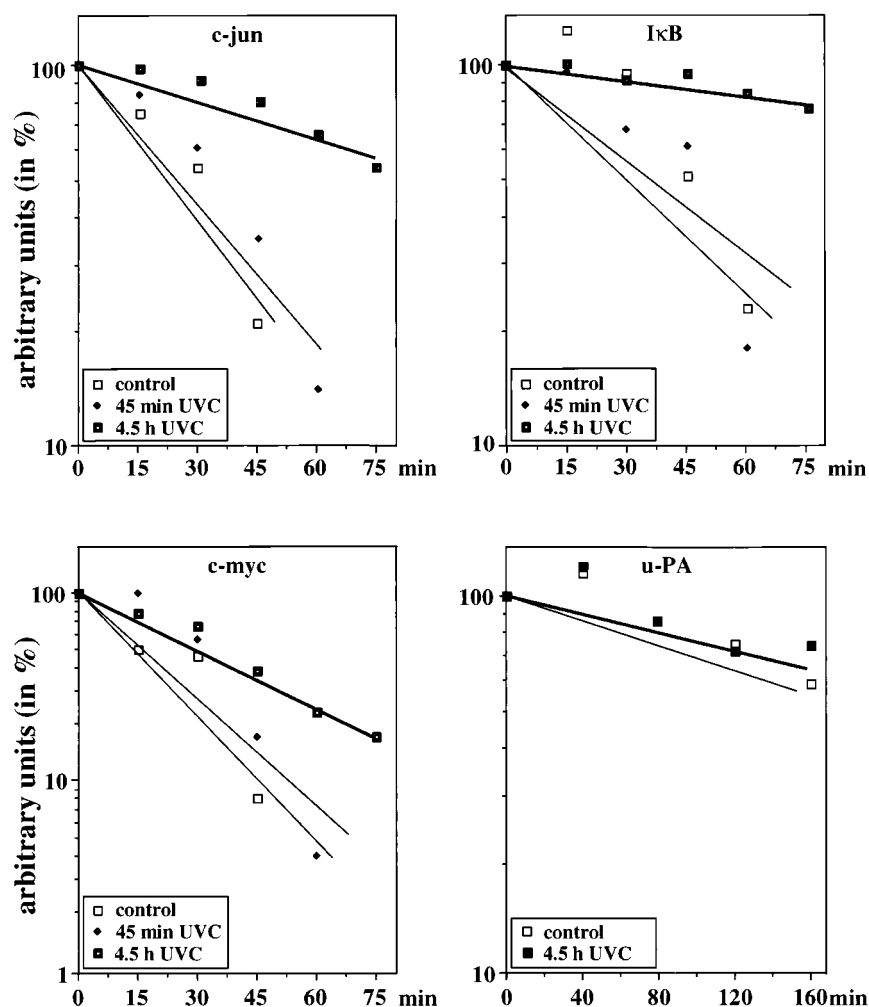 c-jun
arbitrary units (in %)
100
10
control
45 min UVC
4.5 h UVC
0 15 30 45 60 75 min
IκB
100
10
control
45 min UVC
4.5 h UVC
0 15 30 45 60 75 min
c-myc
arbitrary units (in %)
100
10
1
control
45 min UVC
4.5 h UVC
0 15 30 45 60 75 min
u-PA
100
10
control
4.5 h UVC
0 40 80 120 160 min